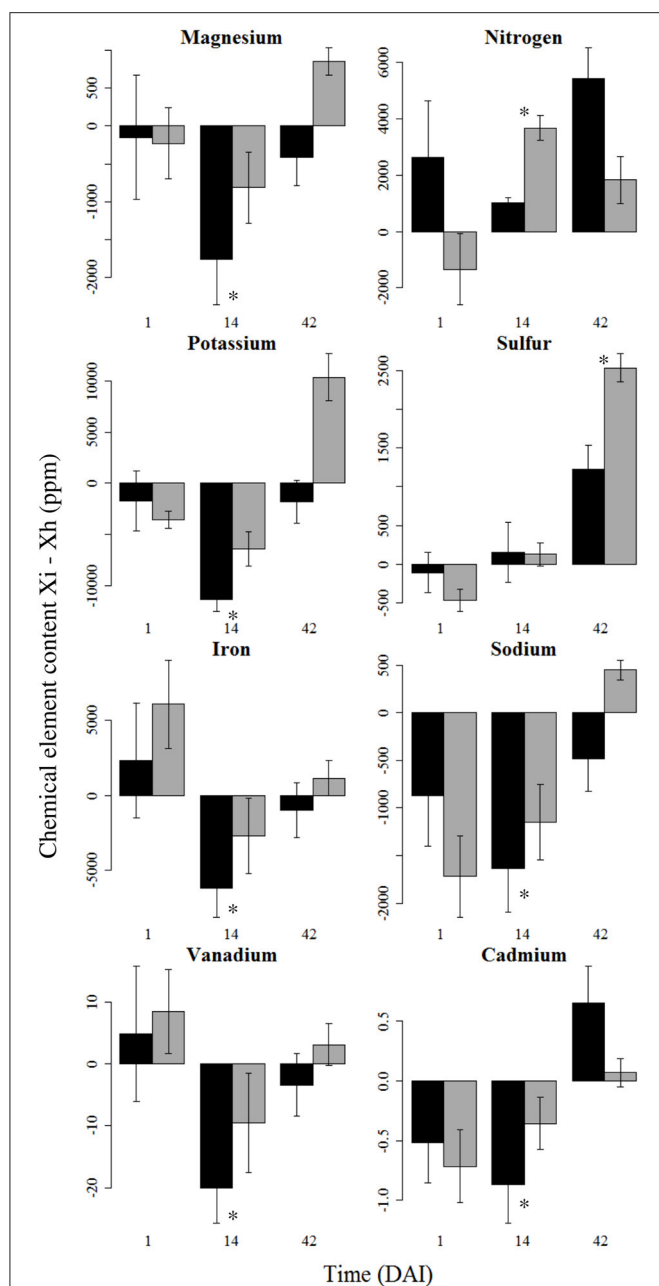 Magnesium
Nitrogen
500
0
-1000
-2000
6000
4000
2000
0
-2000
*
*
1 14 42
1 14 42
Potassium
Sulfur
10000
5000
0
-10000
2500
1500
500
0
-500
*
*
1 14 42
1 14 42
Iron
Sodium
5000
0
-5000
500
0
-1000
-2000
*
*
1 14 42
1 14 42
Vanadium
Cadmium
10
0
-10
-20
0.5
0.0
-0.5
-1.0
*
*
1 14 42
1 14 42
Chemical element content Xi - Xh (ppm)
Time (DAI)